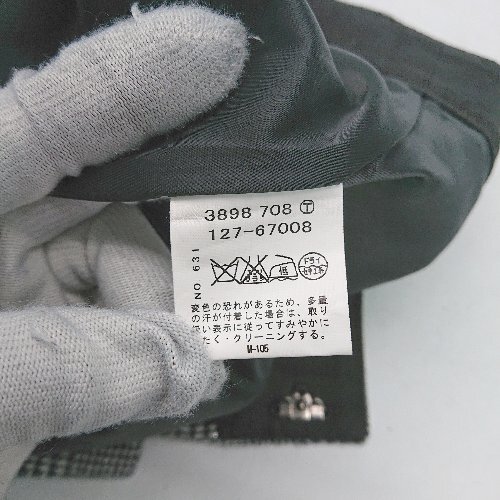 3898 708 Ⓣ
127-67008
NO 631
低
ドライ
セキユ系
変色の恐れがあるため、多量
の汗が付着した場合は、取り
扱い表示に従ってすみやかに
たく・クリーニングする。
M-105